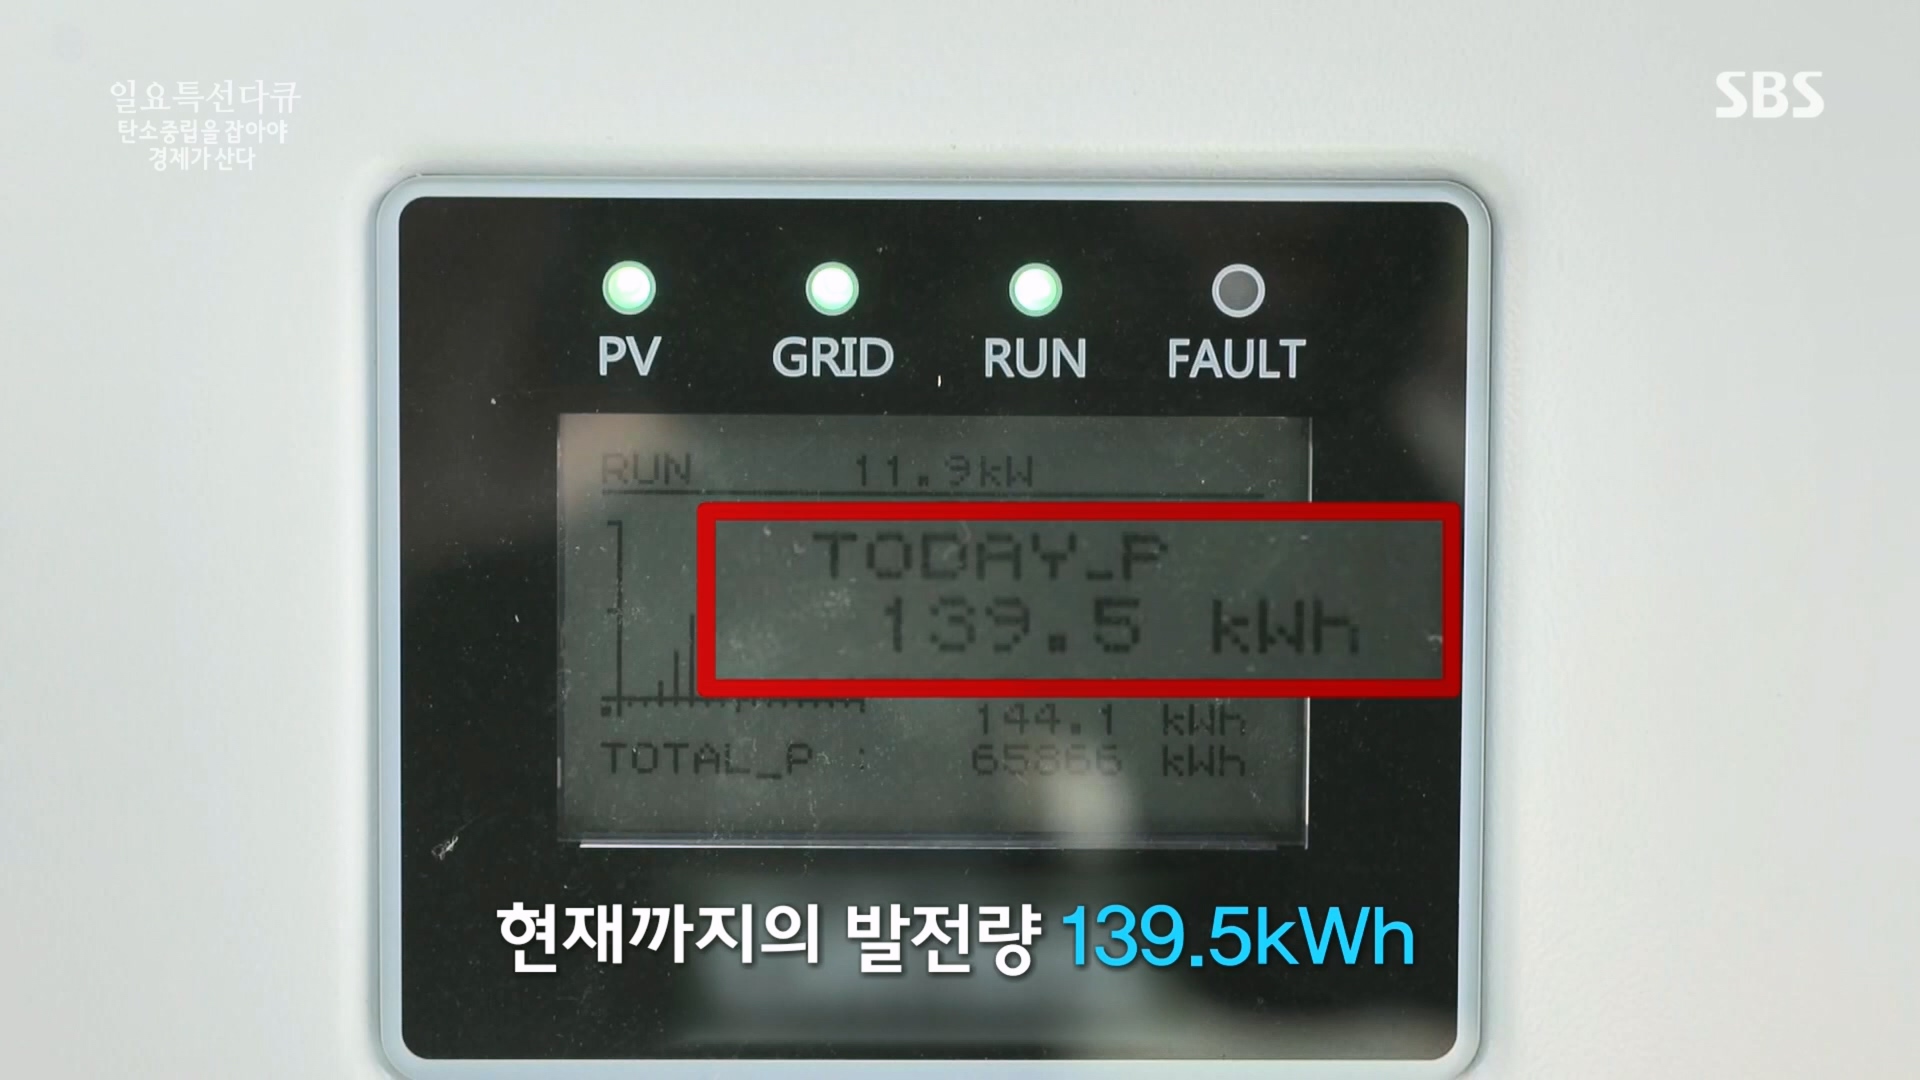 일요특선다큐
탄소중립을 잡아야
경제가 산다
SBS
PV GRID RUN FAULT
RUN 11.9kW
TODAY_P
139.5 kWh
144.1 kWh
TOTAL_P : 65866 kWh
현재까지의 발전량 139.5kWh